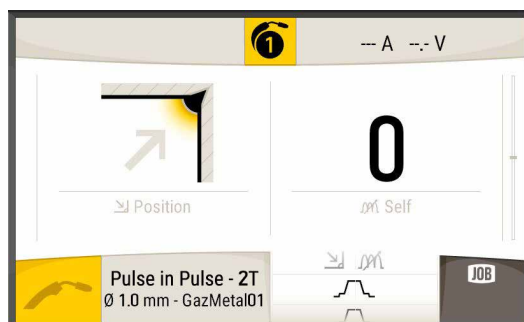 1
--- A --.- V
0
Position
Self
Pulse in Pulse - 2T
Ø 1.0 mm - GazMetal01
JOB